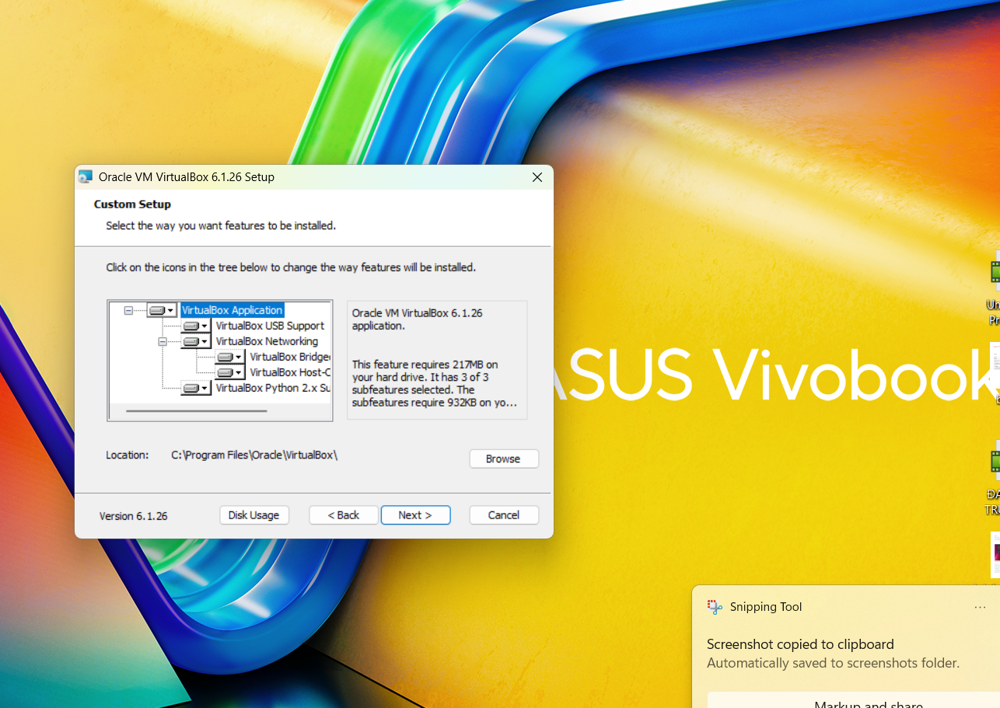 Oracle VM VirtualBox 6.1.26 Setup
Custom Setup
Select the way you want features to be installed.
Click on the icons in the tree below to change the way features will be installed.
VirtualBox Application
VirtualBox USB Support
VirtualBox Networking
VirtualBox Bridge
VirtualBox Host-C
VirtualBox Python 2.x Su
Oracle VM VirtualBox 6.1.26
application.
This feature requires 217MB on
your hard drive. It has 3 of 3
subfeatures selected. The
subfeatures require 932KB on yo...
Location: C:\Program Files\Oracle\VirtualBox\
Browse
Version 6.1.26
Disk Usage
< Back
Next >
Cancel
ASUS Vivobook
Un
Pr
ĐA
TRU
Snipping Tool
Screenshot copied to clipboard
Automatically saved to screenshots folder.
Markup and share